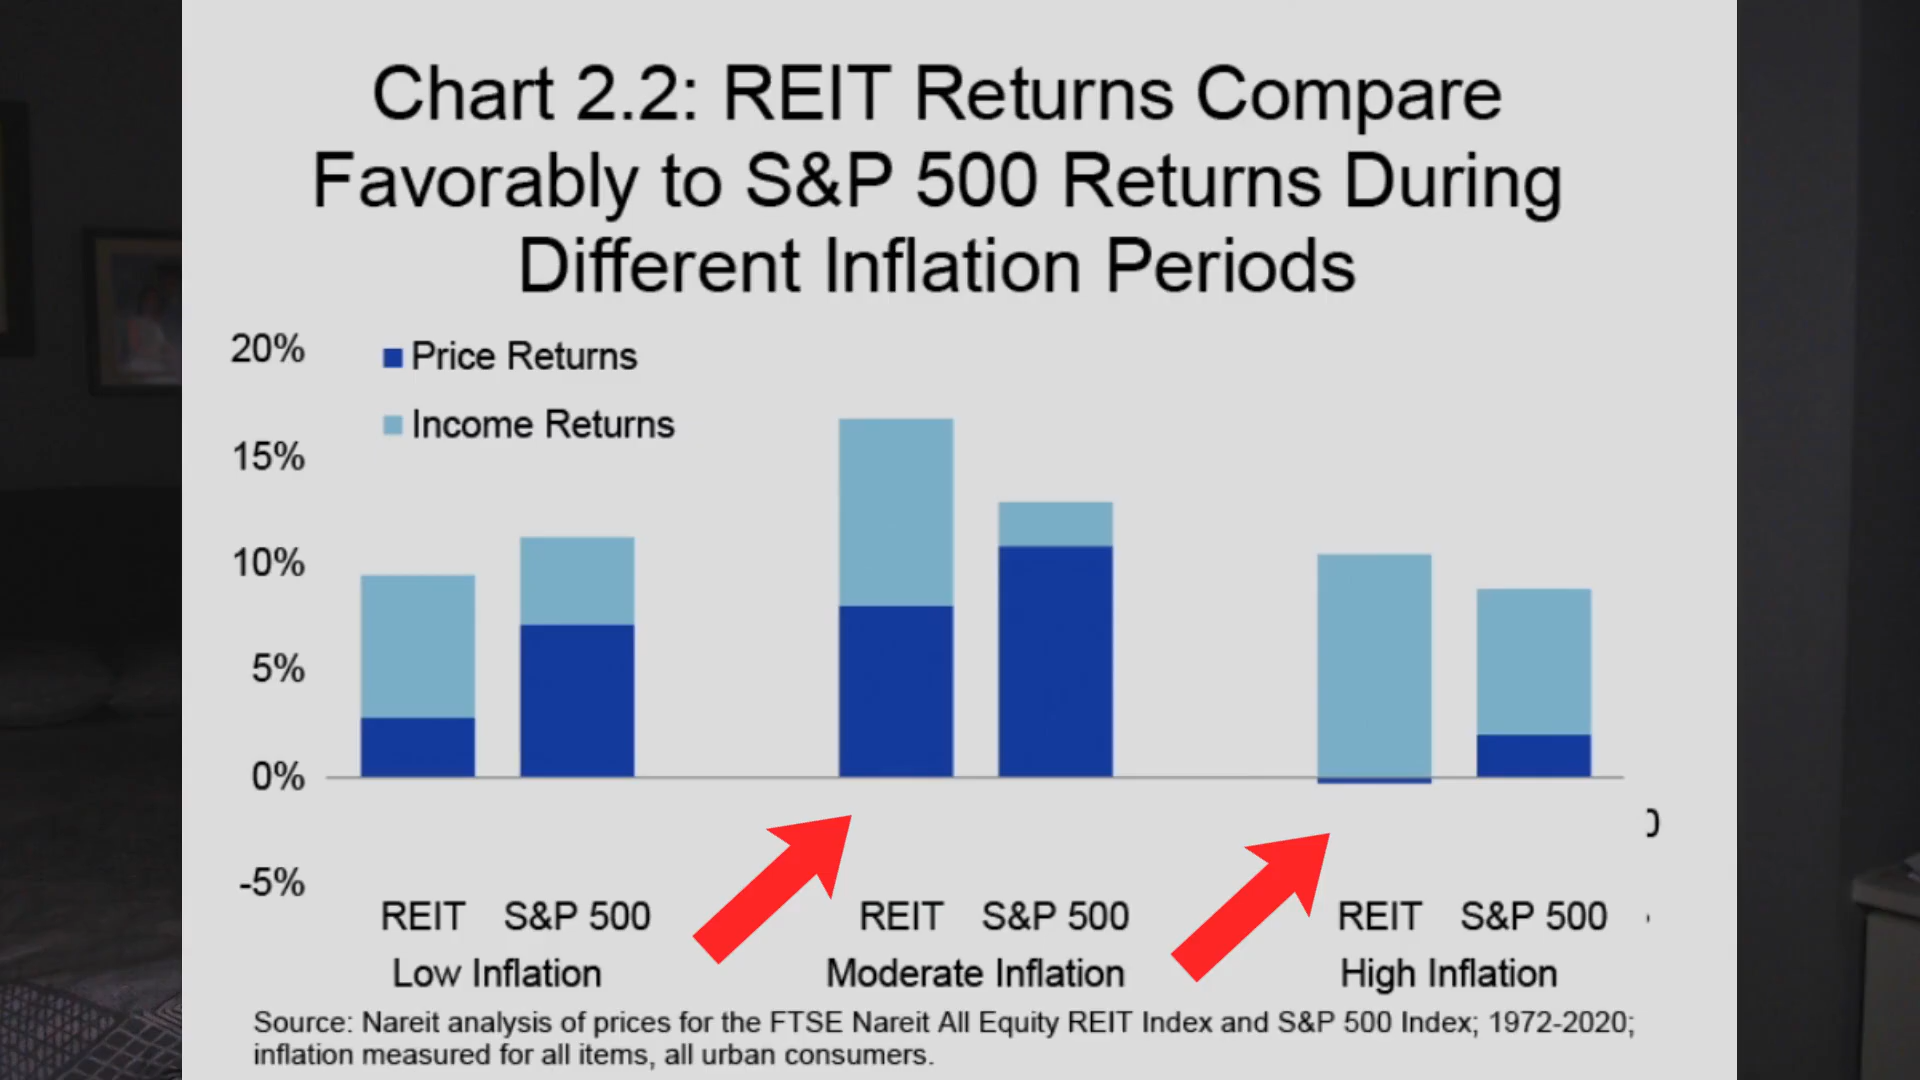 Chart 2.2: REIT Returns Compare
Favorably to S&P 500 Returns During
Different Inflation Periods
20%
Price Returns
Income Returns
15%
10%
5%
0%
-5%
REIT S&P 500 REIT S&P 500 REIT S&P 500
Low Inflation Moderate Inflation High Inflation
Source: Nareit analysis of prices for the FTSE Nareit All Equity REIT Index and S&P 500 Index; 1972-2020;
inflation measured for all items, all urban consumers.